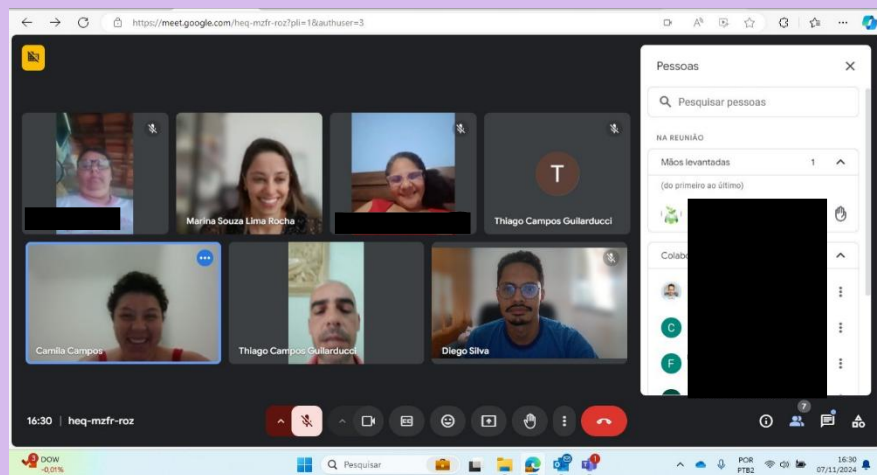 https://meet.google.com/heq-mzfr-roz?pli=1&authuser=3
Marina Souza Lima Rocha
T
Thiago Campos Guilarducci
Camila Campos
Thiago Campos Guilarducci
Diego Silva
Pessoas
Pesquisar pessoas
NA REUNIÃO
Mãos levantadas 1
(do primeiro ao último)
C
F
16:30 | heq-mzfr-roz
7
3
DOW
-0,01%
Pesquisar
POR
PTB2
16:30
07/11/2024